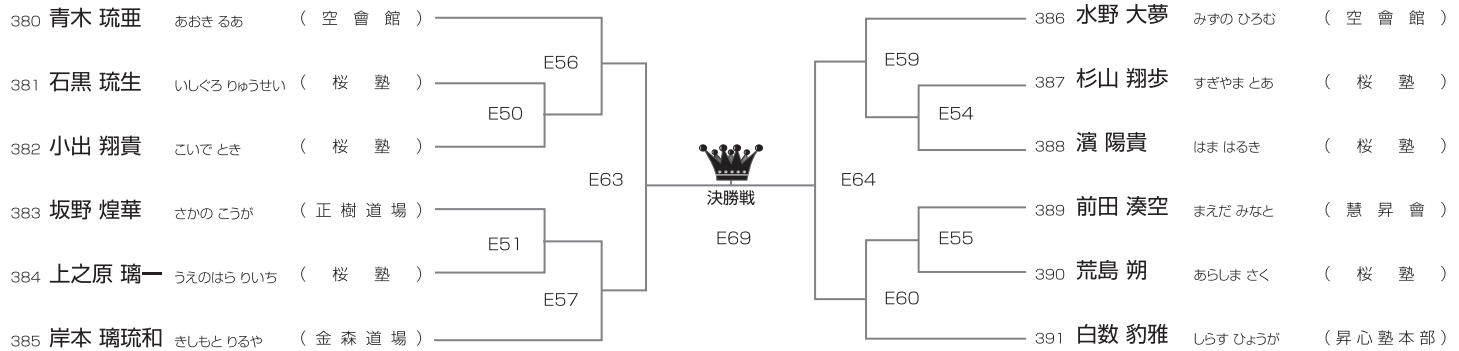 380 青木 琉亜 あおき るあ （ 空 會 館 ）
E56
381 石黒 琉生 いしぐろ りゅうせい （ 桜 塾 ）
E50
382 小出 翔貴 こいで とき （ 桜 塾 ）
E63
383 坂野 煌華 さかの こうが （ 正 樹 道 場 ）
E51
384 上之原 璃一 うえのはら りいち （ 桜 塾 ）
E57
385 岸本 璃琉和 きしもと りるや （ 金 森 道 場 ）
決勝戦
E69
386 水野 大夢 みずの ひろむ （ 空 會 館 ）
E59
387 杉山 翔歩 すぎやま とあ （ 桜 塾 ）
E54
388 濱 陽貴 はま はるき （ 桜 塾 ）
E64
389 前田 湊空 まえだ みなと （ 慧 昇 會 ）
E55
390 荒島 朔 あらしま さく （ 桜 塾 ）
E60
391 白数 豹雅 しらす ひょうが （ 昇 心 塾 本 部 ）